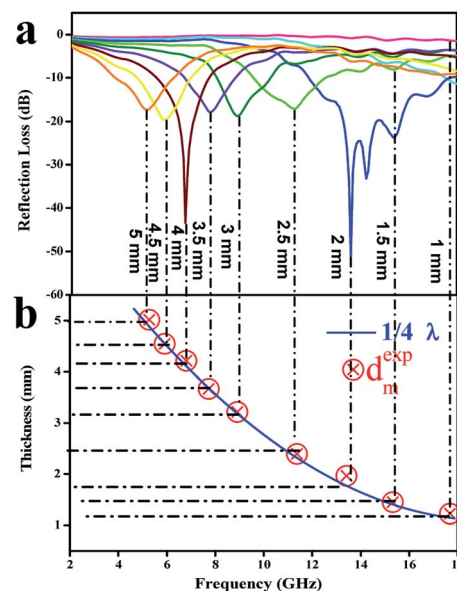 a
Reflection Loss (dB)
0
-10
-20
-30
-40
-50
-60
5 mm
4.5 mm
4 mm
3.5 mm
3 mm
2.5 mm
2 mm
1.5 mm
1 mm
b
Thickness (mm)
5
4
3
2
1
1/4 λ
d_m^exp
2 4 6 8 10 12 14 16 18
Frequency (GHz)